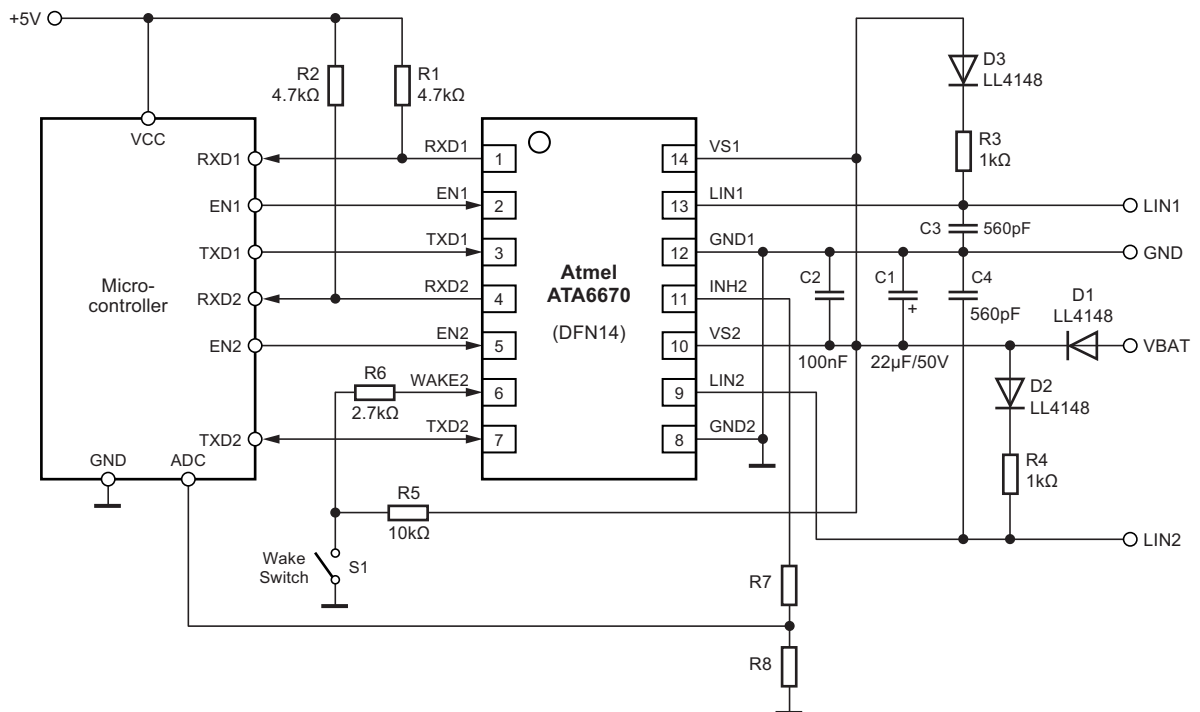 +5V
R2
4.7kΩ
R1
4.7kΩ
D3
LL4148
R3
1kΩ
VCC
RXD1
EN1
TXD1
RXD2
EN2
TXD2
Micro-
controller
GND
ADC
RXD1
EN1
TXD1
RXD2
EN2
WAKE2
TXD2
R6
2.7kΩ
1
2
3
4
5
6
7
Atmel
ATA6670
(DFN14)
14
13
12
11
10
9
8
VS1
LIN1
GND1
INH2
VS2
LIN2
GND2
C3
560pF
C2
100nF
C1
+
22µF/50V
C4
560pF
D1
LL4148
D2
LL4148
R4
1kΩ
LIN1
GND
VBAT
LIN2
R5
10kΩ
Wake
Switch
S1
R7
R8